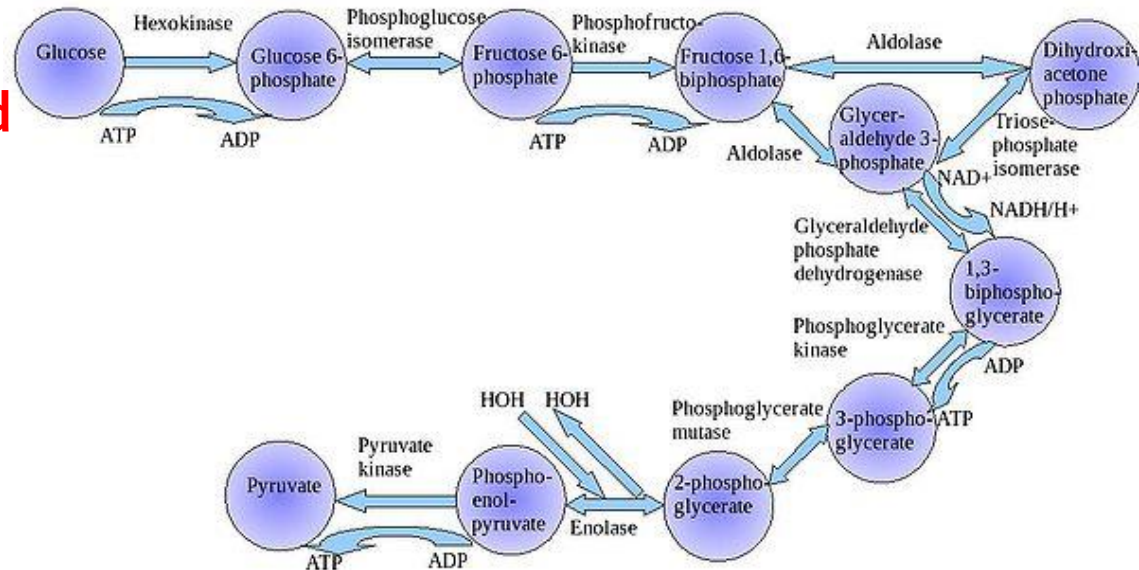 Glucose
Hexokinase
ATP
ADP
Glucose 6-
phosphate
Phosphoglucose
isomerase
Fructose 6-
phosphate
Phosphofructo-
kinase
ATP
ADP
Fructose 1,6-
biphosphate
Aldolase
Dihydroxi-
acetone
phosphate
Aldolase
Glycer-
aldehyde 3-
phosphate
Triose-
phosphate
isomerase
NAD+
NADH/H+
Glyceraldehyde
phosphate
dehydrogenase
1,3-
biphospho-
glycerate
Phosphoglycerate
kinase
ADP
ATP
3-phospho-
glycerate
Phosphoglycerate
mutase
2-phospho-
glycerate
HOH HOH
Enolase
Phospho-
enol-
pyruvate
Pyruvate
kinase
ADP
ATP
Pyruvate